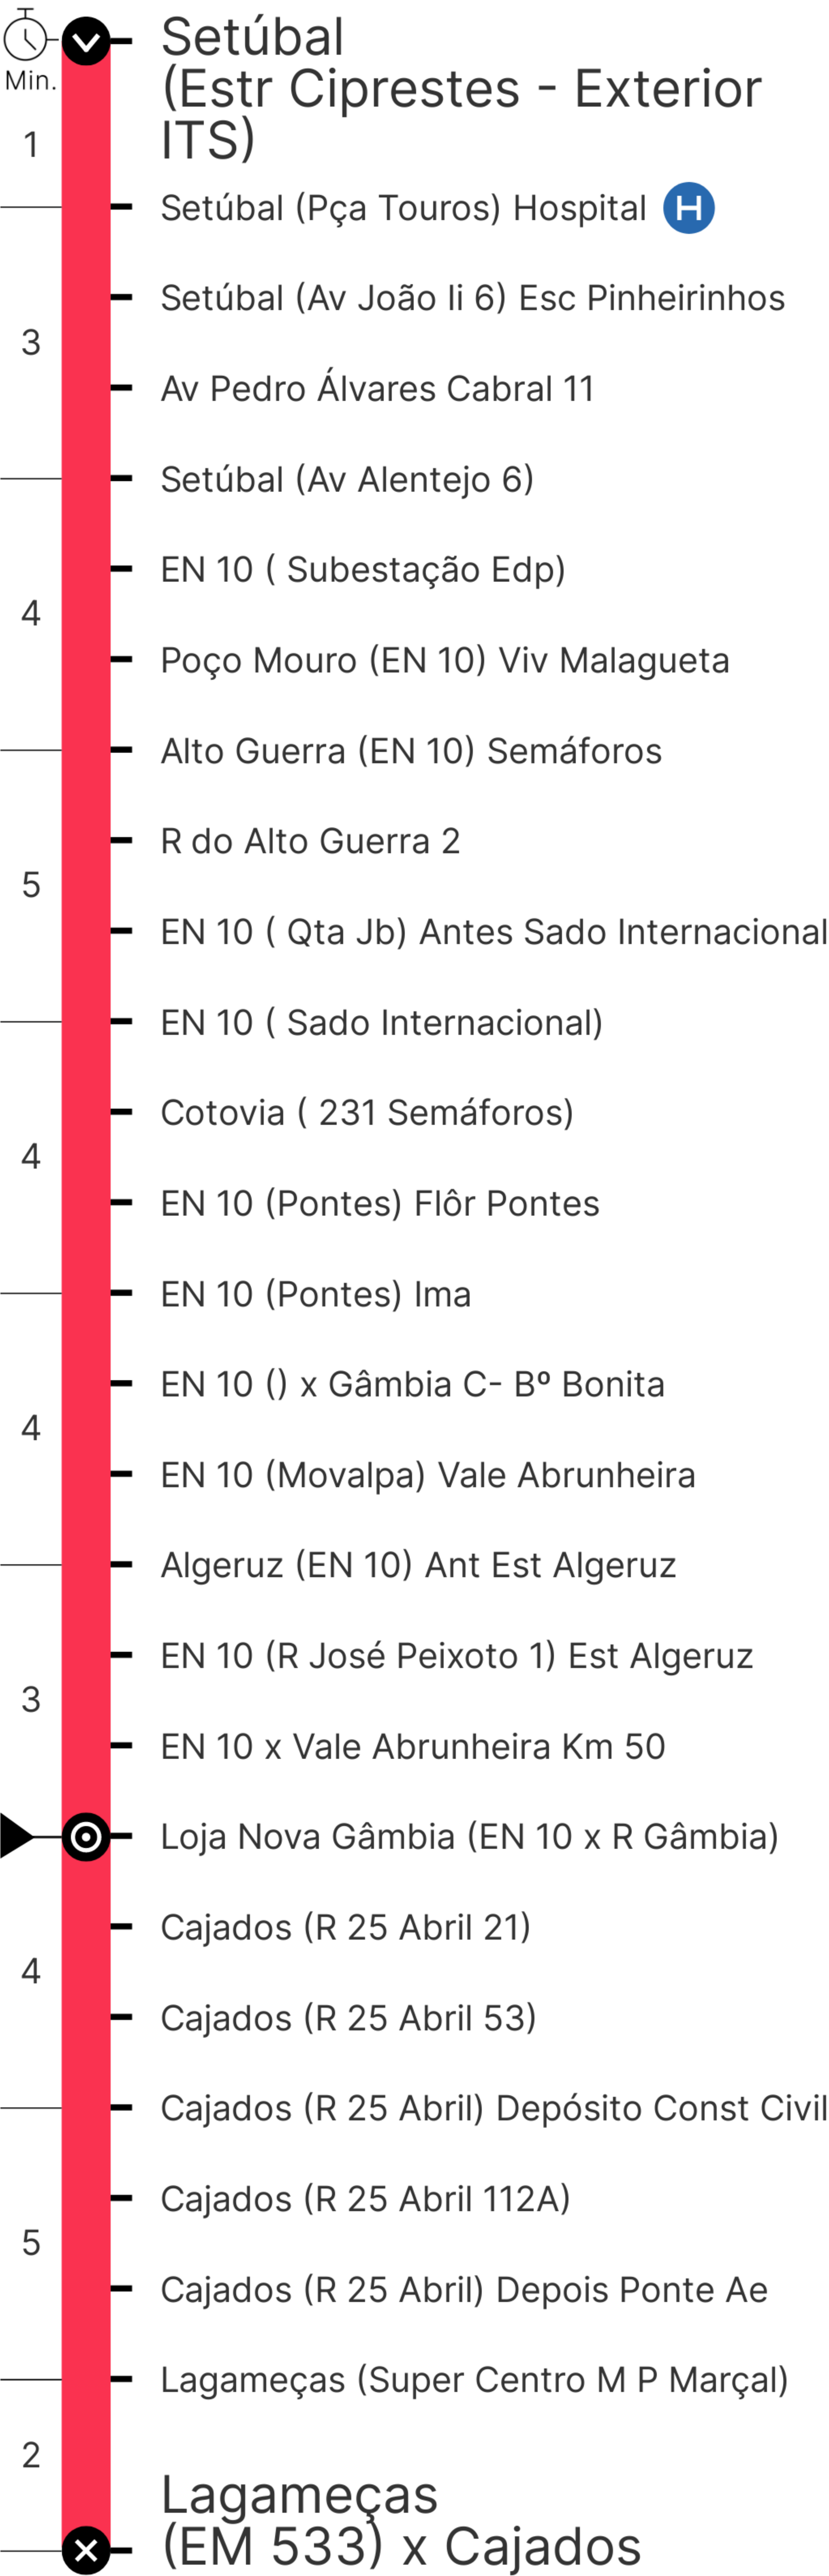 Setúbal
(Estr Ciprestes - Exterior
ITS)
Min.
1
Setúbal (Pça Touros) Hospital H
Setúbal (Av João Ii 6) Esc Pinheirinhos
3
Av Pedro Álvares Cabral 11
Setúbal (Av Alentejo 6)
EN 10 ( Subestação Edp)
4
Poço Mouro (EN 10) Viv Malagueta
Alto Guerra (EN 10) Semáforos
R do Alto Guerra 2
5
EN 10 ( Qta Jb) Antes Sado Internacional
EN 10 ( Sado Internacional)
Cotovia ( 231 Semáforos)
4
EN 10 (Pontes) Flôr Pontes
EN 10 (Pontes) Ima
EN 10 () x Gâmbia C- Bº Bonita
4
EN 10 (Movalpa) Vale Abrunheira
Algeruz (EN 10) Ant Est Algeruz
EN 10 (R José Peixoto 1) Est Algeruz
3
EN 10 x Vale Abrunheira Km 50
Loja Nova Gâmbia (EN 10 x R Gâmbia)
Cajados (R 25 Abril 21)
4
Cajados (R 25 Abril 53)
Cajados (R 25 Abril) Depósito Const Civil
Cajados (R 25 Abril 112A)
5
Cajados (R 25 Abril) Depois Ponte Ae
Lagameças (Super Centro M P Marçal)
2
Lagameças
(EM 533) x Cajados